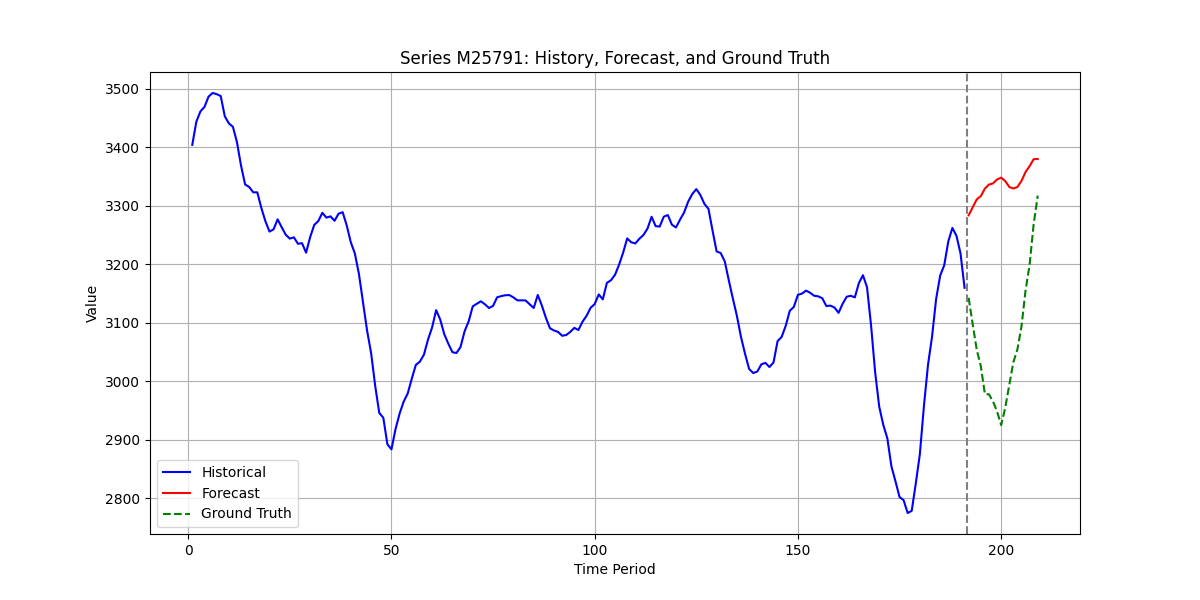 Series M25791: History, Forecast, and Ground Truth
3500
3400
3300
3200
3100
3000
2900
2800
Value
Historical
Forecast
Ground Truth
0
50
100
150
200
Time Period